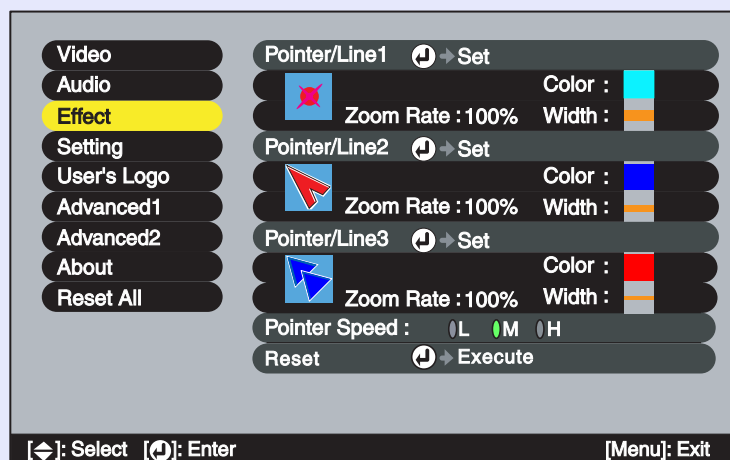 Video
Audio
Effect
Setting
User's Logo
Advanced1
Advanced2
About
Reset All
Pointer/Line1 Set
Color :
Zoom Rate : 100% Width :
Pointer/Line2 Set
Color :
Zoom Rate : 100% Width :
Pointer/Line3 Set
Color :
Zoom Rate : 100% Width :
Pointer Speed : L M H
Reset Execute
[ ]: Select [ ]: Enter [Menu]: Exit